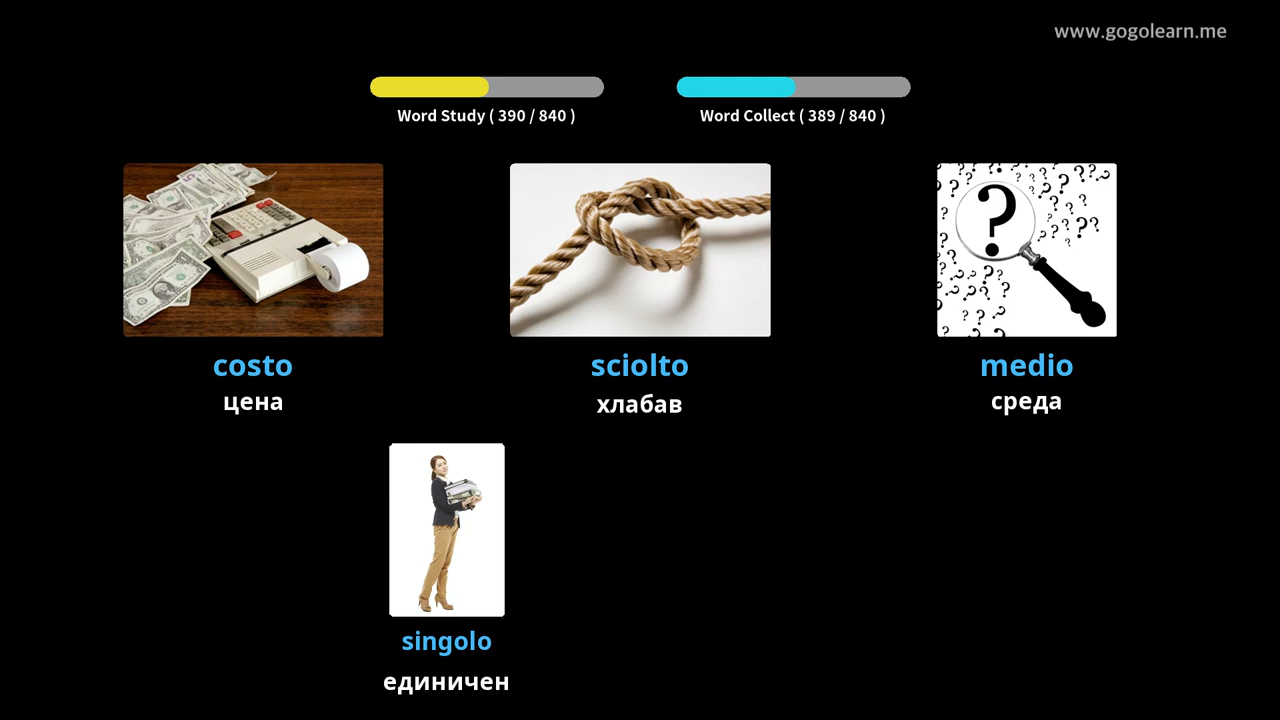 www.gogolearn.me
Word Study ( 390 / 840 )
Word Collect ( 389 / 840 )
costo
цена
sciolto
хлабав
medio
среда
singolo
единичен